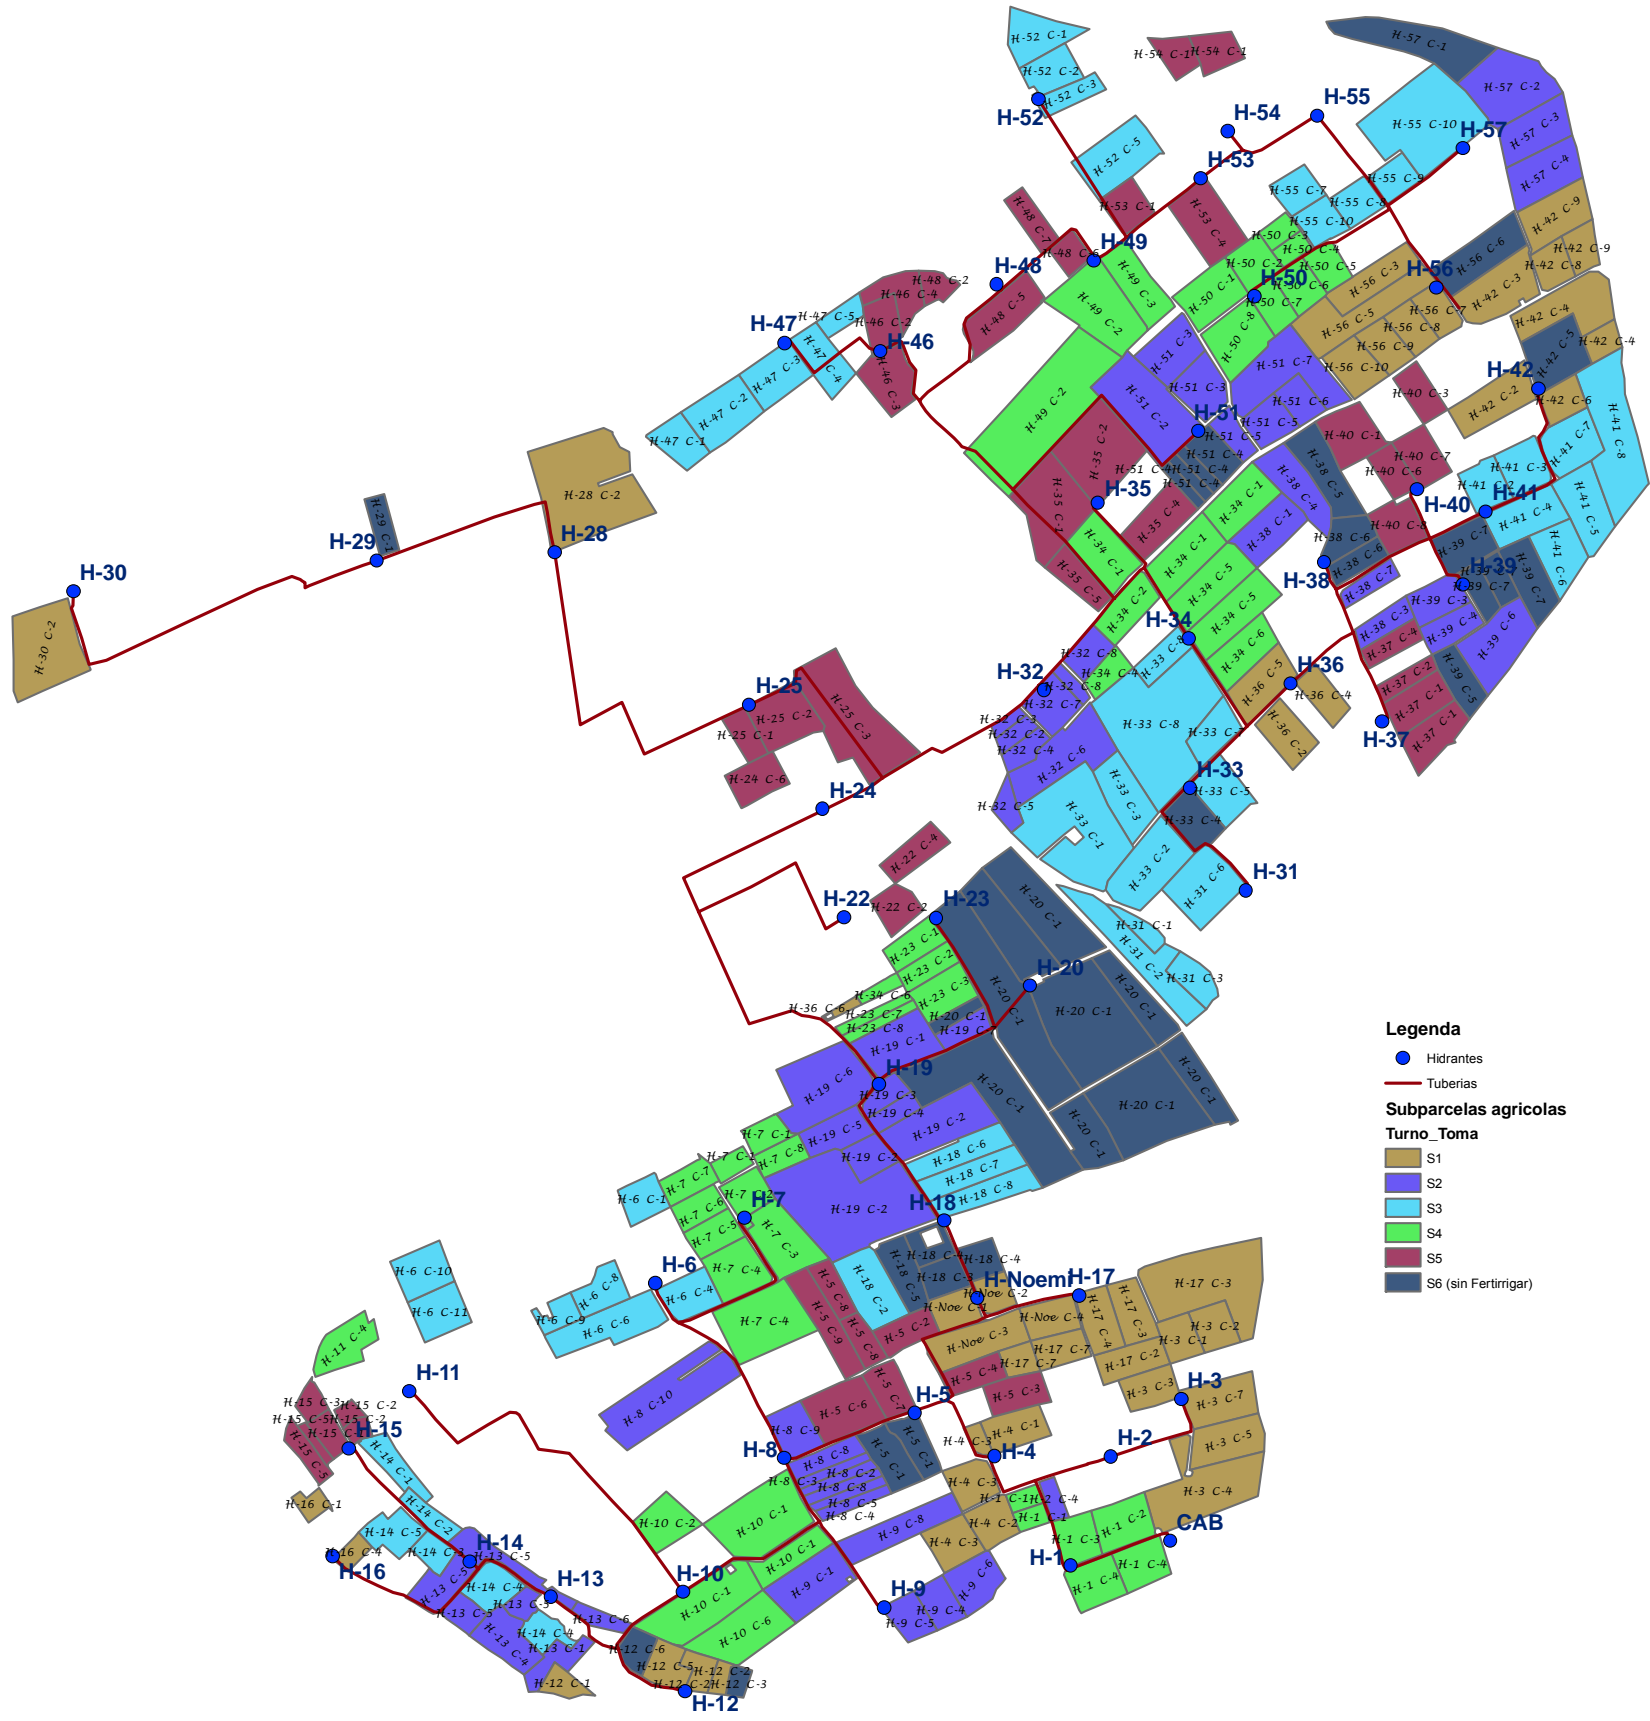 H-52 C-1
H-52 C-2
H-52 C-3
H-52
H-54 C-1
H-54 C-1
H-57 C-1
H-57 C-2
H-57 C-3
H-57 C-4
H-55
H-54
H-53
H-55 C-10
H-57
H-52 C-5
H-53 C-1
H-53 C-4
H-55 C-7
H-55 C-8
H-55 C-9
H-55 C-10
H-48 C-7
H-48 C-6
H-49
H-48
H-48 C-5
H-49 C-3
H-49 C-2
H-49 C-2
H-50 C-1
H-50 C-2
H-50 C-3
H-50 C-4
H-50 C-5
H-50 C-6
H-50 C-7
H-50 C-8
H-50
H-56 C-3
H-56
H-56 C-6
H-56 C-5
H-56 C-7
H-56 C-8
H-56 C-9
H-56 C-10
H-42 C-9
H-42 C-9
H-42 C-8
H-42 C-3
H-42 C-4
H-42 C-4
H-42 C-5
H-42
H-42 C-2
H-42 C-6
H-48 C-2
H-46 C-4
H-46 C-2
H-46
H-46 C-3
H-47 C-5
H-47
H-47 C-4
H-47 C-3
H-47 C-2
H-47 C-1
H-51 C-3
H-51 C-3
H-51 C-2
H-51 C-7
H-51 C-6
H-51 C-5
H-51 C-5
H-51
H-51 C-4
H-51 C-4
H-51 C-4
H-51 C-4
H-40 C-3
H-40 C-1
H-40 C-7
H-40 C-6
H-40
H-40 C-8
H-41 C-8
H-41 C-7
H-41 C-3
H-41 C-2
H-41
H-41 C-4
H-41 C-5
H-41 C-6
H-35 C-2
H-35 C-1
H-35
H-35 C-4
H-35 C-5
H-34 C-1
H-34 C-1
H-34 C-1
H-34 C-2
H-34 C-5
H-34 C-5
H-34 C-6
H-34 C-4
H-34
H-38 C-5
H-38 C-4
H-38 C-1
H-38 C-6
H-38 C-6
H-38
H-38 C-7
H-38 C-3
H-39 C-7
H-39 C-7
H-39
H-39 C-7
H-39 C-3
H-39 C-4
H-39 C-6
H-39 C-5
H-37 C-4
H-37 C-2
H-37 C-1
H-37 C-1
H-37
H-28 C-2
H-28
H-29 C-1
H-29
H-30
H-30 C-2
H-25
H-25 C-2
H-25 C-1
H-25 C-3
H-24 C-6
H-24
H-32
H-32 C-8
H-32 C-8
H-32 C-7
H-32 C-3
H-32 C-2
H-32 C-4
H-32 C-6
H-32 C-5
H-33 C-8
H-33 C-8
H-33 C-7
H-33
H-33 C-5
H-33 C-4
H-33 C-3
H-33 C-1
H-33 C-2
H-36
H-36 C-5
H-36 C-4
H-36 C-2
H-31 C-6
H-31
H-31 C-1
H-31 C-2
H-31 C-3
H-22 C-4
H-22
H-22 C-2
H-23
H-23 C-1
H-23 C-2
H-23 C-3
H-34 C-6
H-36 C-6
H-23 C-7
H-23 C-8
H-20
H-20 C-1
H-20 C-1
H-20 C-1
H-20 C-1
H-20 C-1
H-20 C-1
H-20 C-1
H-20 C-1
H-20 C-1
H-19 C-1
H-19
H-19 C-6
H-19 C-3
H-19 C-4
H-19 C-5
H-19 C-2
H-19 C-2
H-19 C-2
H-18 C-6
H-18 C-7
H-18 C-8
H-18
H-18 C-4
H-18 C-4
H-18 C-3
H-18 C-5
H-18 C-2
H-7 C-1
H-7 C-1
H-7 C-8
H-7 C-7
H-7 C-2
H-7 C-6
H-7 C-5
H-7
H-7 C-3
H-7 C-4
H-7 C-4
H-6 C-1
H-6
H-6 C-4
H-6 C-8
H-6 C-9
H-6 C-6
H-6 C-10
H-6 C-11
H-Noemi
H-Noe C-2
H-Noe C-1
H-Noe C-4
H-Noe C-3
H-17
H-17 C-3
H-17 C-3
H-17 C-4
H-17 C-2
H-17 C-7
H-17 C-7
H-3 C-2
H-3 C-1
H-3 C-3
H-3
H-3 C-7
H-3 C-5
H-3 C-4
H-5 C-8
H-5 C-9
H-5 C-8
H-5 C-2
H-5 C-4
H-5 C-3
H-5 C-7
H-5 C-6
H-5
H-5 C-1
H-5 C-1
H-4 C-1
H-4 C-3
H-4
H-4 C-3
H-4 C-2
H-4 C-3
H-2
H-2 C-4
H-1 C-1
H-1 C-1
H-1 C-2
H-1 C-3
H-1
H-1 C-4
H-1 C-4
CAB
H-8 C-10
H-8
H-8 C-9
H-8 C-8
H-8 C-3
H-8 C-2
H-8 C-8
H-8 C-5
H-8 C-4
H-9 C-8
H-9 C-1
H-9
H-9 C-6
H-9 C-4
H-9 C-5
H-10 C-1
H-10 C-2
H-10 C-1
H-10
H-10 C-1
H-10 C-6
H-11 C-4
H-11
H-15 C-3
H-15 C-2
H-15 C-5
H-15 C-2
H-15
H-15 C-5
H-14 C-1
H-14 C-2
H-14 C-5
H-14 C-3
H-14
H-14 C-4
H-14 C-4
H-16 C-1
H-16 C-4
H-16
H-13 C-5
H-13 C-5
H-13 C-5
H-13 C-5
H-13
H-13 C-6
H-13 C-4
H-13 C-1
H-12 C-1
H-12 C-6
H-12 C-5
H-12 C-2
H-12 C-2
H-12 C-3
H-12
Legenda
Hidrantes
Tuberias
Subparcelas agricolas
Turno_Toma
S1
S2
S3
S4
S5
S6 (sin Fertirrigar)